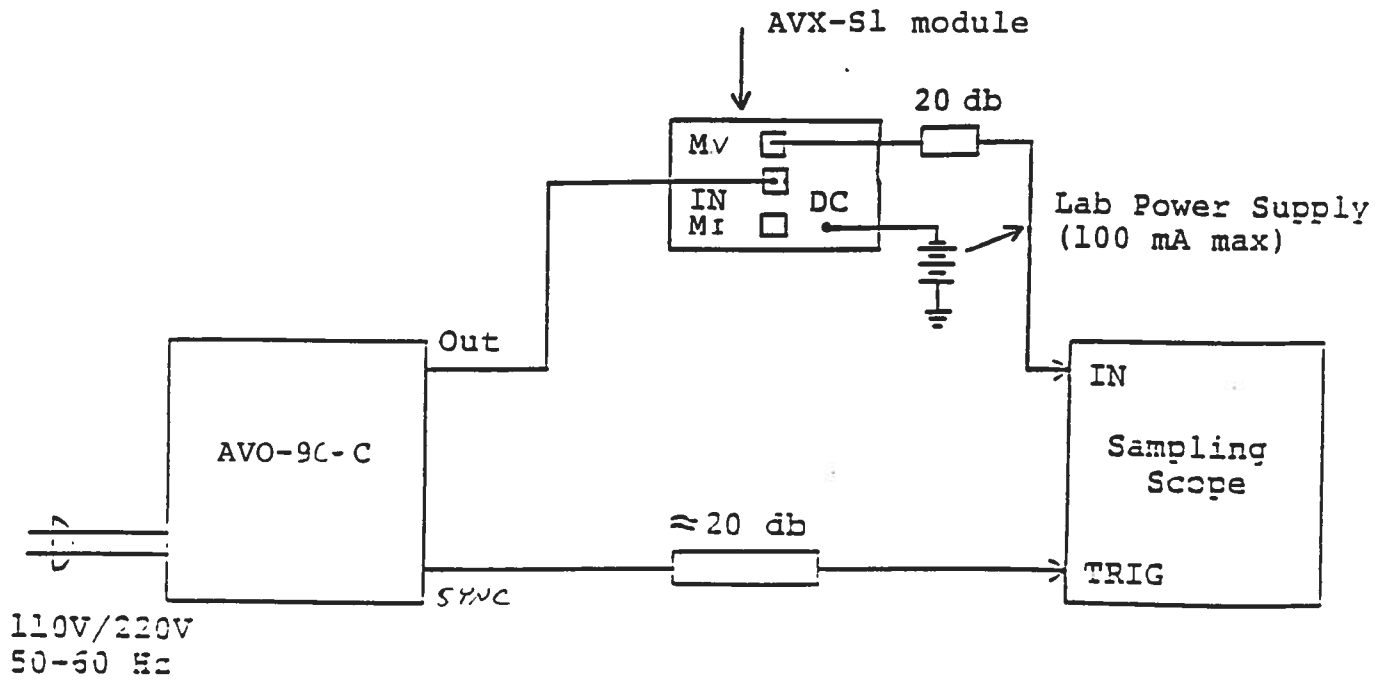 AVX-S1 module
20 db
MV
IN
DC
MI
Lab Power Supply
(100 mA max)
Out
IN
AVO-9C-C
Sampling
Scope
≈ 20 db
TRIG
SYNC
110V/220V
50-60 Hz